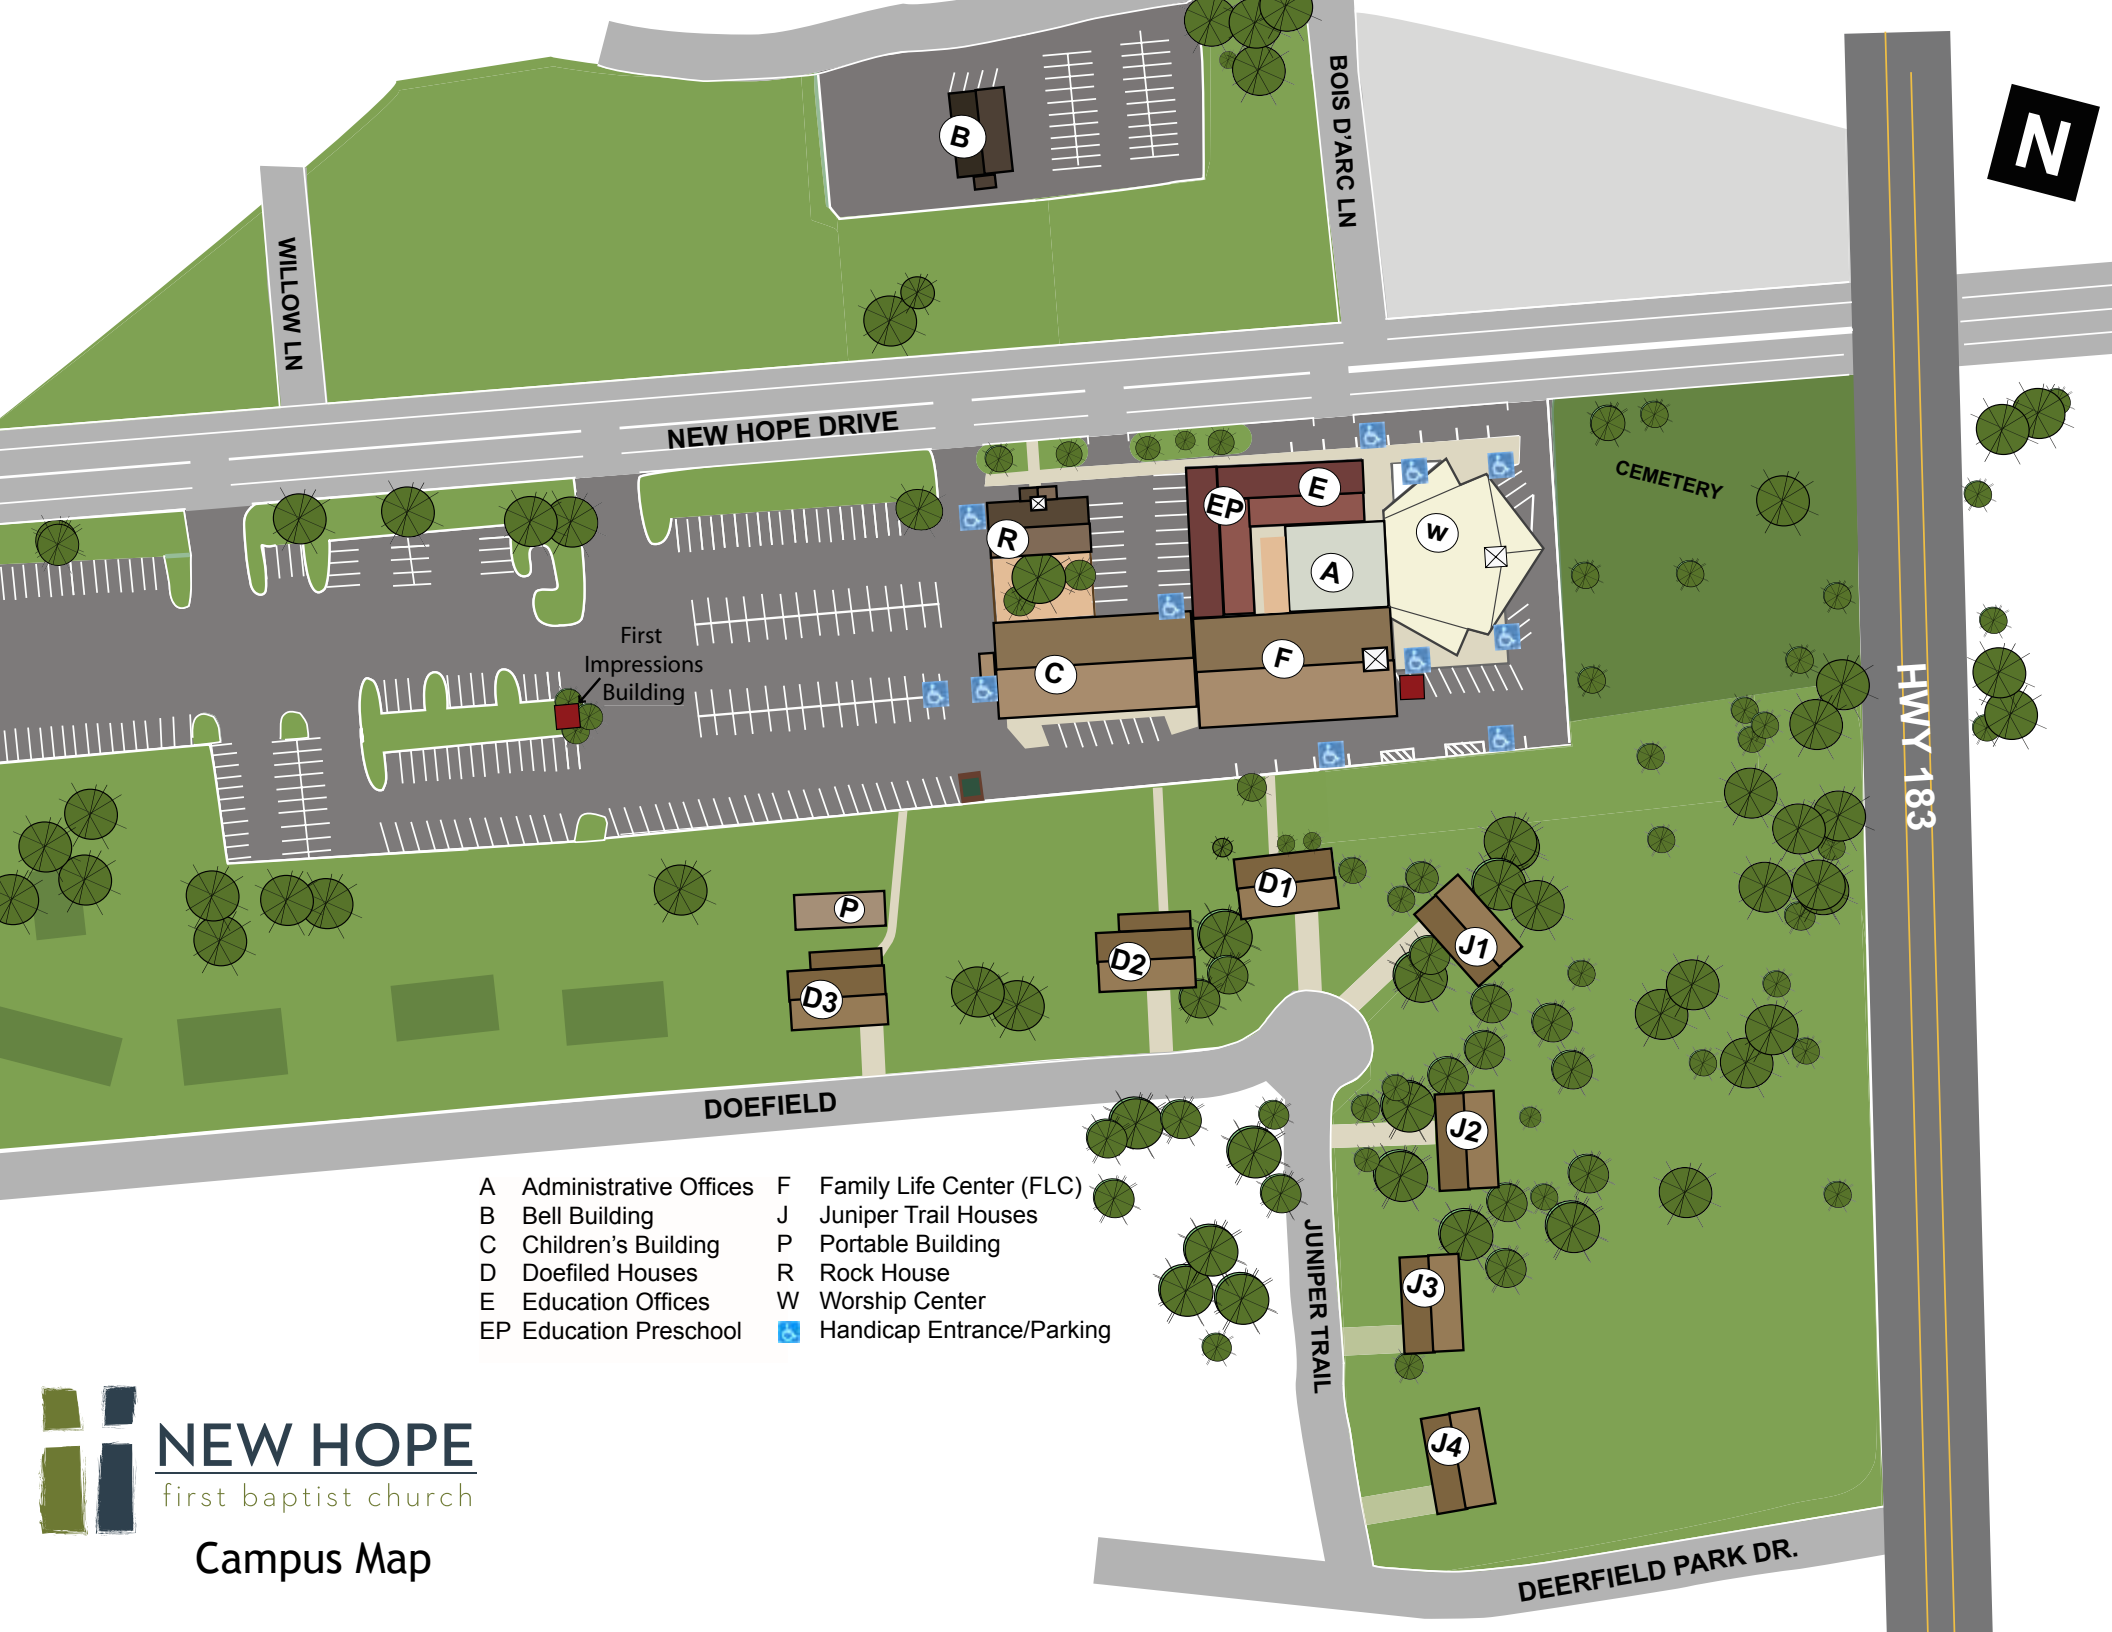 B
BOIS D'ARC LN
N
WILLOW LN
NEW HOPE DRIVE
CEMETERY
E
EP
R
W
A
First
Impressions
Building
C
F
HWY 183
P
D1
D2
D3
J1
DOEFIELD
J2
J3
J4
JUNIPER TRAIL
A Administrative Offices
B Bell Building
C Children's Building
D Doefiled Houses
E Education Offices
EP Education Preschool
F Family Life Center (FLC)
J Juniper Trail Houses
P Portable Building
R Rock House
W Worship Center
Handicap Entrance/Parking
NEW HOPE
first baptist church
Campus Map
DEERFIELD PARK DR.